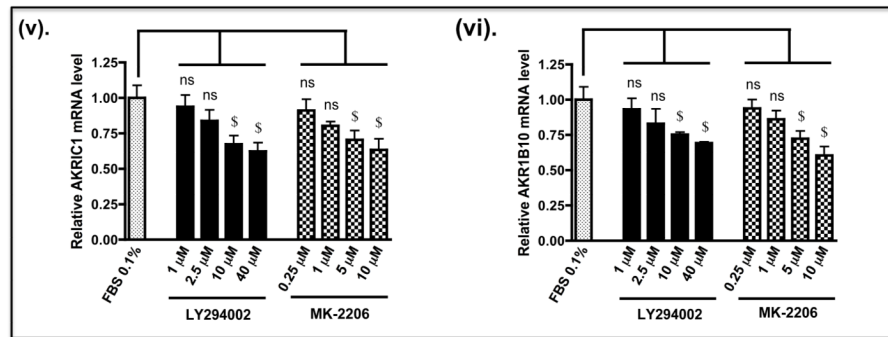 (v).
Relative AKRIC1 mRNA level
1.25
1.00
0.75
0.50
0.25
0.00
ns
ns
$
$
ns
ns
$
$
FBS 0.1%
1 µM
2.5 µM
10 µM
40 µM
0.25 µM
1 µM
5 µM
10 µM
LY294002
MK-2206
(vi).
Relative AKR1B10 mRNA level
1.25
1.00
0.75
0.50
0.25
0.00
ns
ns
$
$
ns
ns
$
$
FBS 0.1%
1 µM
2.5 µM
10 µM
40 µM
0.25 µM
1 µM
5 µM
10 µM
LY294002
MK-2206